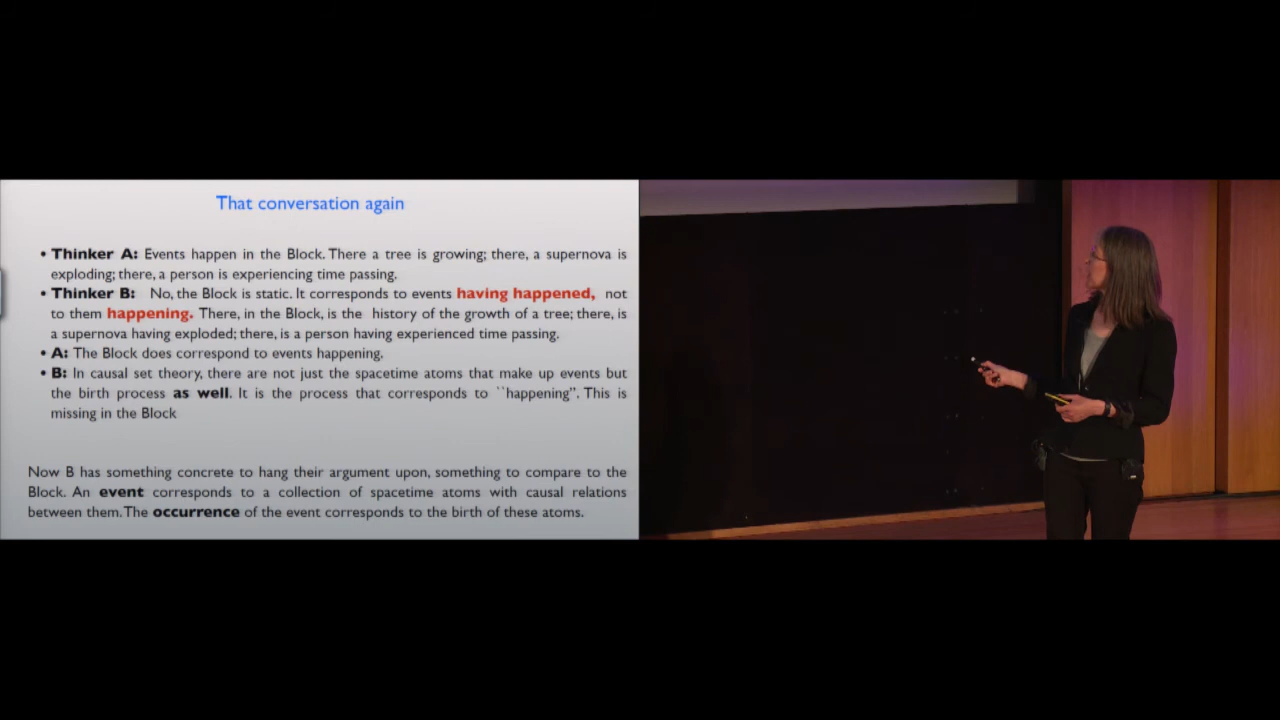 That conversation again
• Thinker A: Events happen in the Block. There a tree is growing; there, a supernova is
exploding; there, a person is experiencing time passing.
• Thinker B: No, the Block is static. It corresponds to events having happened, not
to them happening. There, in the Block, is the history of the growth of a tree; there, is
a supernova having exploded; there, is a person having experienced time passing.
• A: The Block does correspond to events happening.
• B: In causal set theory, there are not just the spacetime atoms that make up events but
the birth process as well. It is the process that corresponds to ``happening”. This is
missing in the Block
Now B has something concrete to hang their argument upon, something to compare to the
Block. An event corresponds to a collection of spacetime atoms with causal relations
between them. The occurrence of the event corresponds to the birth of these atoms.